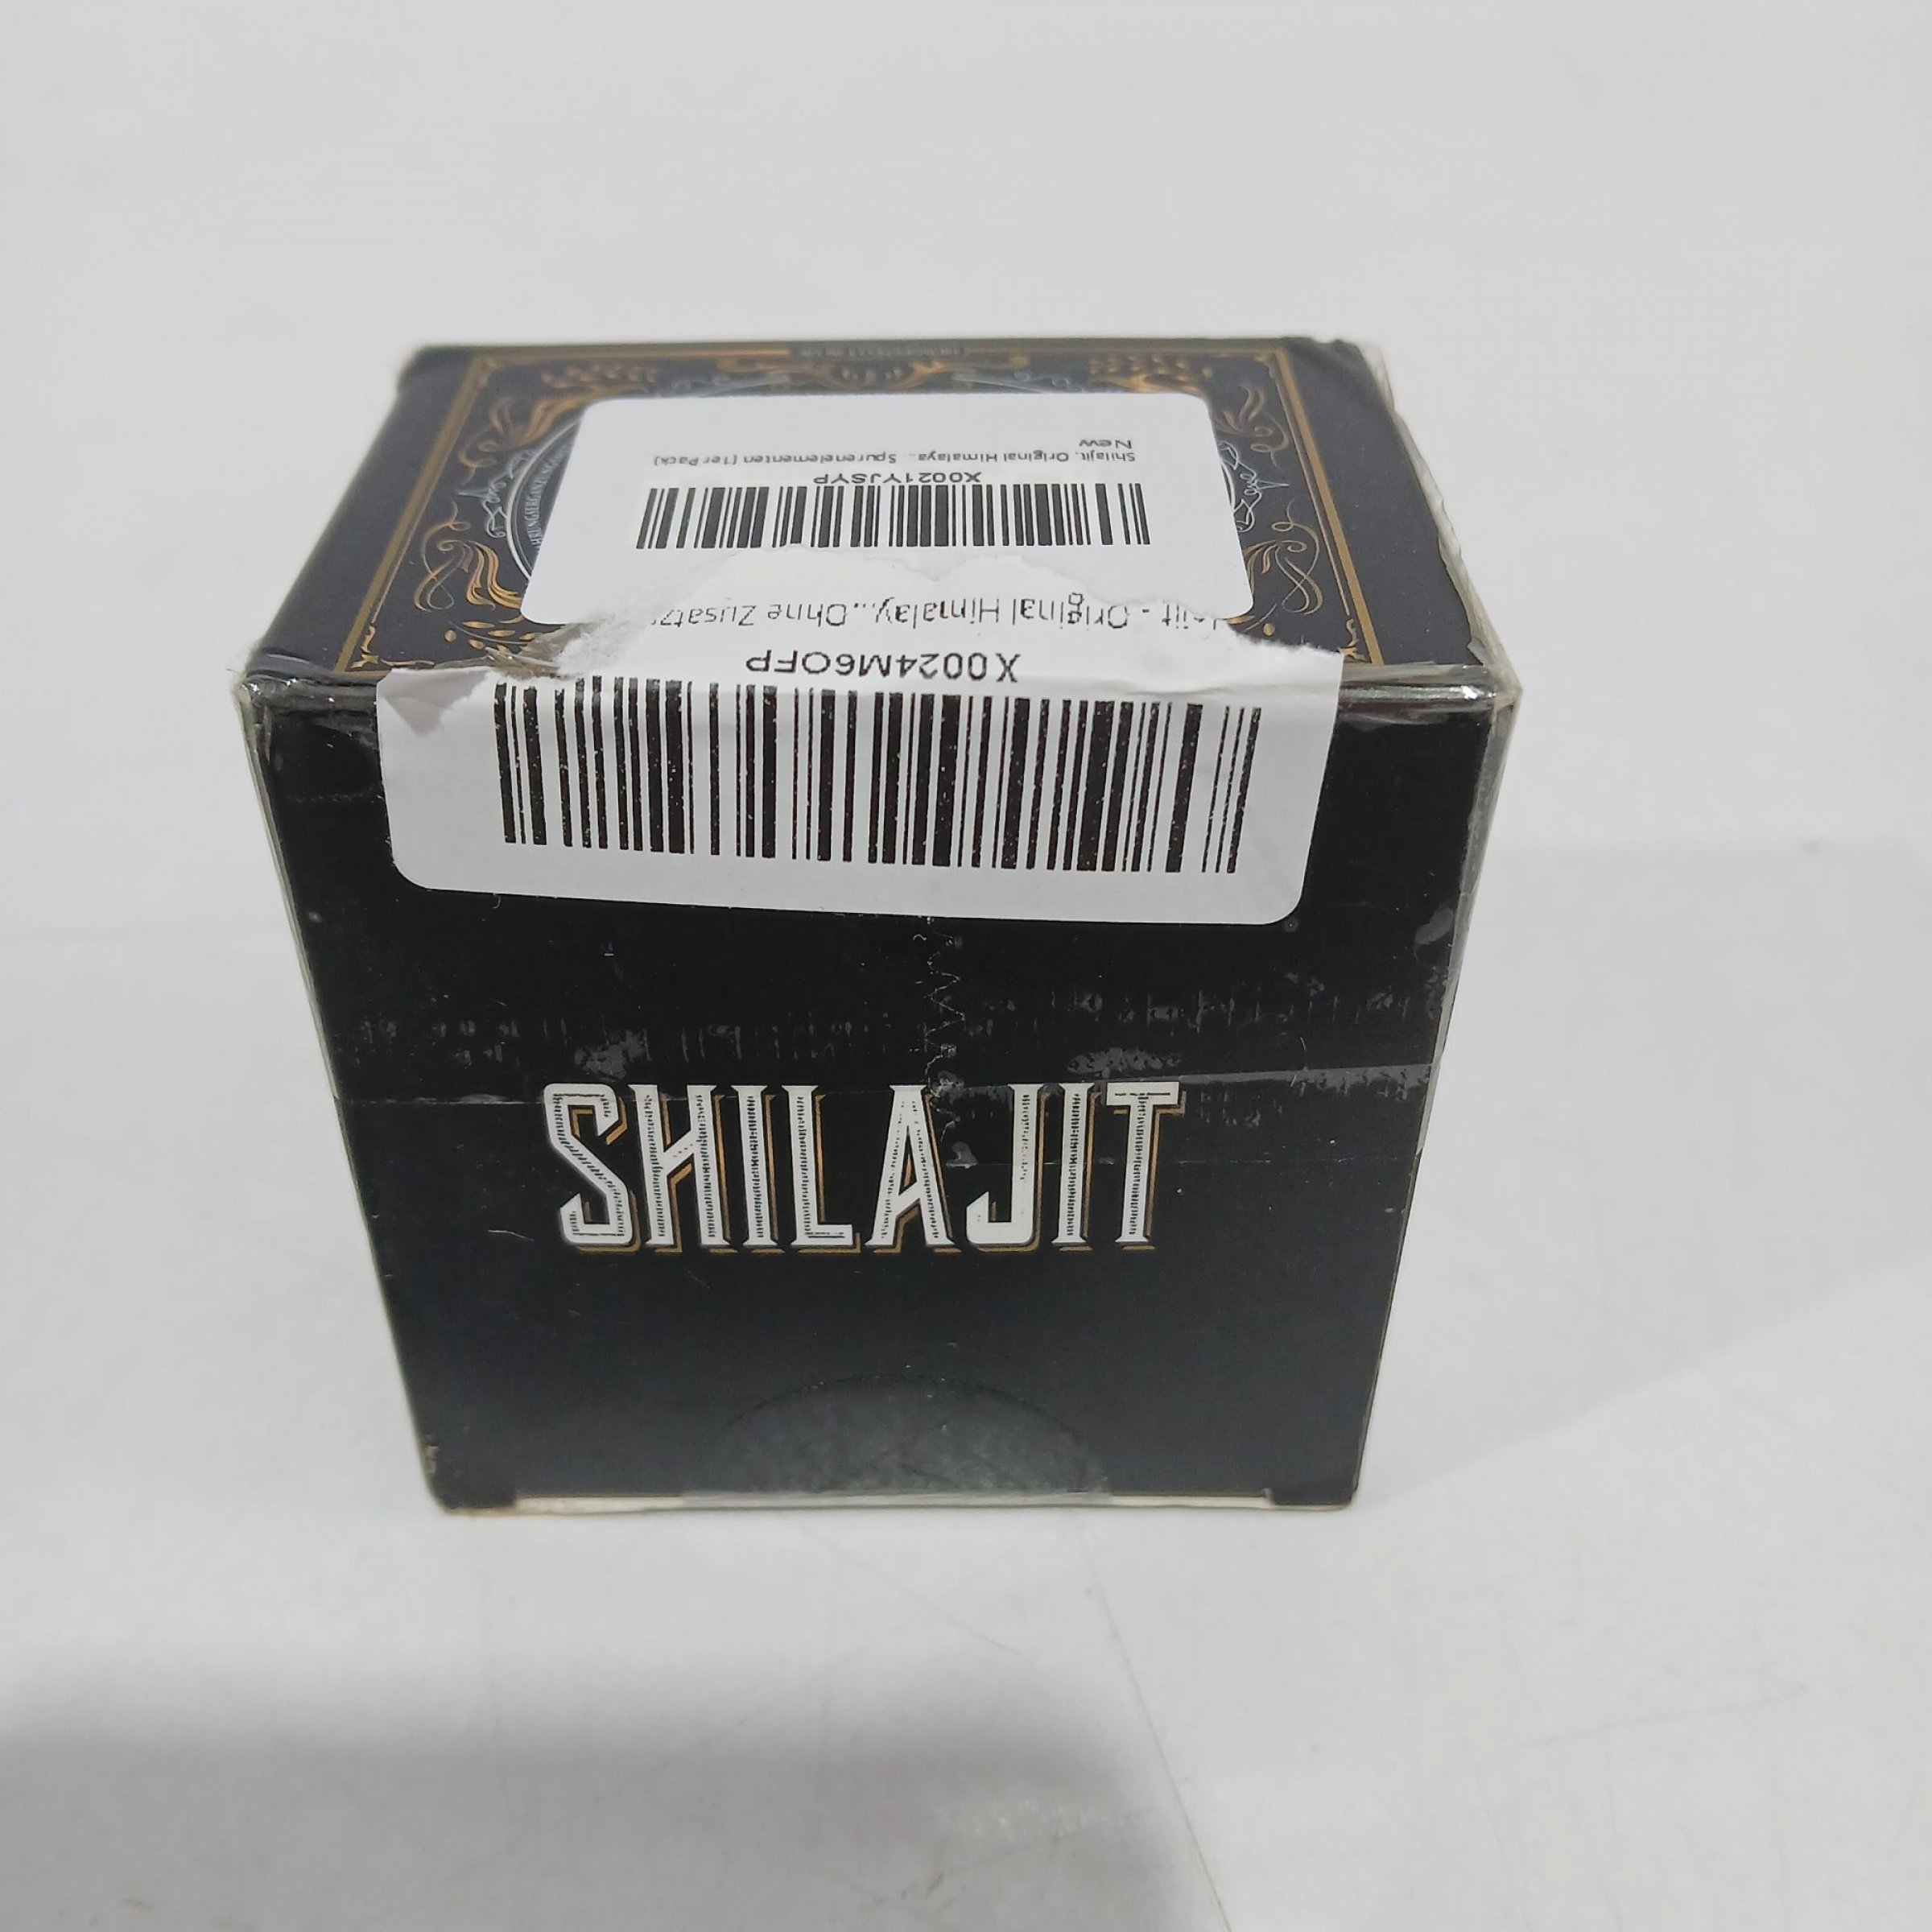 Shilajit. Original Himalaya... Spurenelementen (1er Pack)
New
X0021YJSYP
Original Himalay...Ohne Zusatz
X0024M6OFP
SHILAJIT